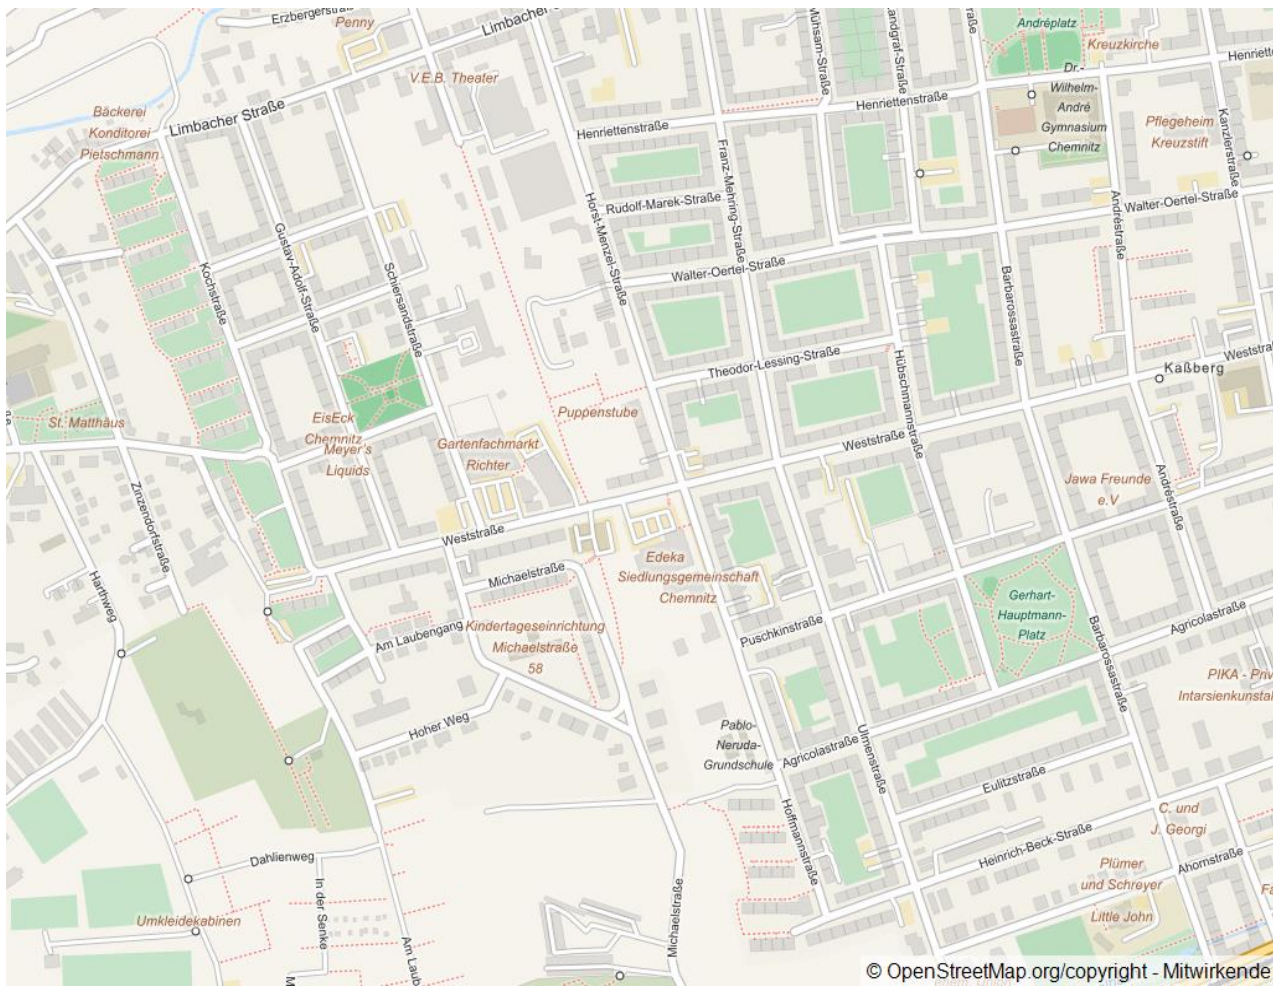 Erzbergerstraße
Penny
Limbacher
V.E.B. Theater
Mühsam-Straße
Landgraf-Straße
Andréplatz
Kreuzkirche
Dr.-
Wilhelm-
André
Gymnasium
Chemnitz
Henriettenstraße
Bäckerei
Konditorei
Pietschmann
Limbacher Straße
Henriettenstraße
Franz-Mehring-Straße
Pflegeheim
Kreuzstift
Kanzlerstraße
Rudolf-Marek-Straße
Horst-Menzel-Straße
Walter-Oertel-Straße
Andréstraße
Gustav-Adolf-Straße
Kochstraße
Schiersandstraße
Walter-Oertel-Straße
Barbarossastraße
Theodor-Lessing-Straße
Hübschmannstraße
Weststraße
Kaßberg
St. Matthäus
EisEck
Chemnitz
Meyer's
Liquids
Puppenstube
Gartenfachmarkt
Richter
Weststraße
Zinzendorfstraße
Jawa Freunde
e.V
Andréstraße
Weststraße
Edeka
Siedlungsgemeinschaft
Chemnitz
Harthweg
Michaelstraße
Am Laubengang
Kindertageseinrichtung
Michaelstraße
58
Puschkinstraße
Gerhart-
Hauptmann-
Platz
Agricolastraße
Barbarossastraße
PIKA - Priv
Intarsienkunsta
Hoher Weg
Pablo-
Neruda-
Grundschule
Agricolastraße
Ulmenstraße
Eulitzstraße
Hoffmannstraße
C. und
J. Georgi
Heinrich-Beck-Straße
Ahornstraße
Dahlienweg
In der Senke
Plümer
und Schreyer
Little John
Umkleidekabinen
Am Laub
Michaelstraße
© OpenStreetMap.org/copyright - Mitwirkende